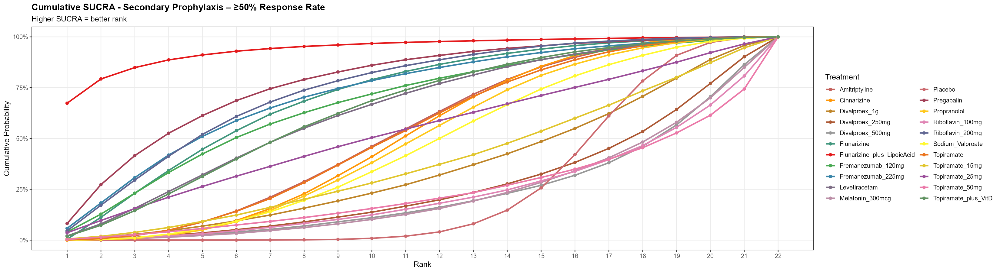 Cumulative SUCRA - Secondary Prophylaxis – ≥50% Response Rate
Higher SUCRA = better rank
Cumulative Probability
100%
75%
50%
25%
0%
1 2 3 4 5 6 7 8 9 10 11 12 13 14 15 16 17 18 19 20 21 22
Rank
Treatment
Amitriptyline
Cinnarizine
Divalproex_1g
Divalproex_250mg
Divalproex_500mg
Flunarizine
Flunarizine_plus_LipoicAcid
Fremanezumab_120mg
Fremanezumab_225mg
Levetiracetam
Melatonin_300mcg
Placebo
Pregabalin
Propranolol
Riboflavin_100mg
Riboflavin_200mg
Sodium_Valproate
Topiramate
Topiramate_15mg
Topiramate_25mg
Topiramate_50mg
Topiramate_plus_VitD